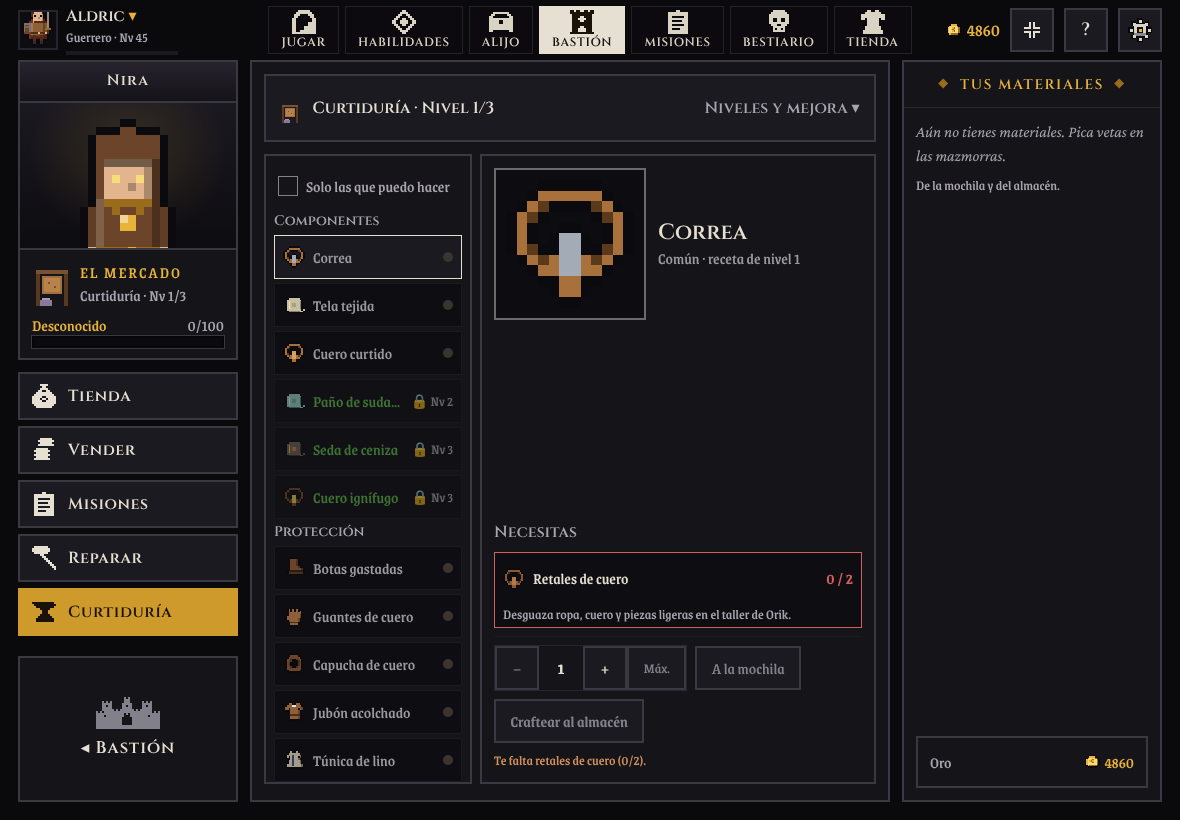 Aldric ▾
Guerrero · Nv 45
Jugar
Habilidades
Alijo
Bastión
Misiones
Bestiario
Tienda
4860
?
Nira
El Mercado
Curtiduría · Nv 1/3
Desconocido 0/100
Tienda
Vender
Misiones
Reparar
Curtiduría
◂ Bastión
Curtiduría · Nivel 1/3
Niveles y mejora ▾
Solo las que puedo hacer
Componentes
Correa
Tela tejida
Cuero curtido
Paño de suda… 🔒 Nv 2
Seda de ceniza 🔒 Nv 3
Cuero ignífugo 🔒 Nv 3
Protección
Botas gastadas
Guantes de cuero
Capucha de cuero
Jubón acolchado
Túnica de lino
Correa
Común · receta de nivel 1
Necesitas
Retales de cuero 0 / 2
Desguaza ropa, cuero y piezas ligeras en el taller de Orik.
− 1 + Máx. A la mochila
Craftear al almacén
Te falta retales de cuero (0/2).
◆ Tus materiales ◆
Aún no tienes materiales. Pica vetas en
las mazmorras.
De la mochila y del almacén.
Oro 4860